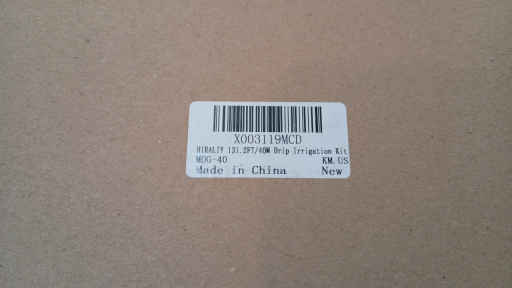 X003119MCD
HIRALIY 131.2FT/40M Drip Irrigation Kit
MDG-40 KM.US
Made in China New